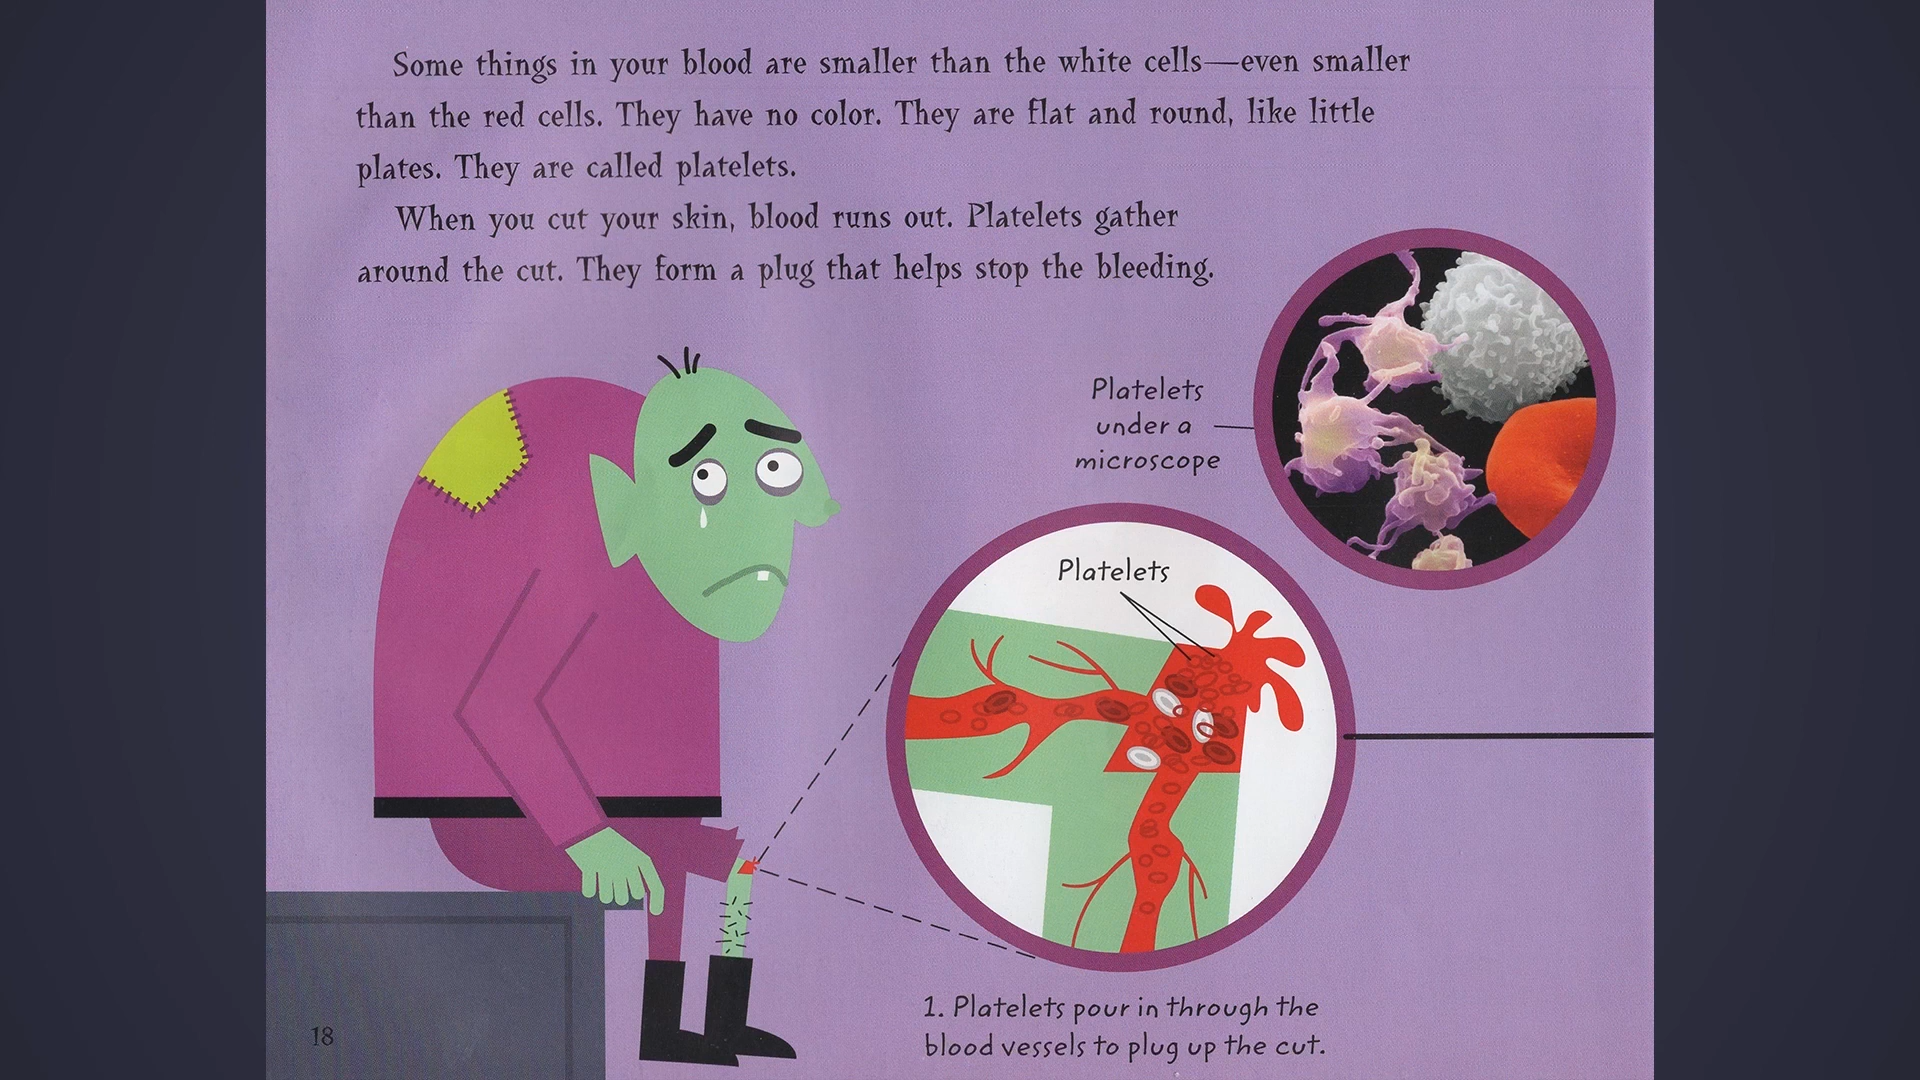 Some things in your blood are smaller than the white cells—even smaller
than the red cells. They have no color. They are flat and round, like little
plates. They are called platelets.
When you cut your skin, blood runs out. Platelets gather
around the cut. They form a plug that helps stop the bleeding.
Platelets
under a
microscope
Platelets
1. Platelets pour in through the
blood vessels to plug up the cut.
18